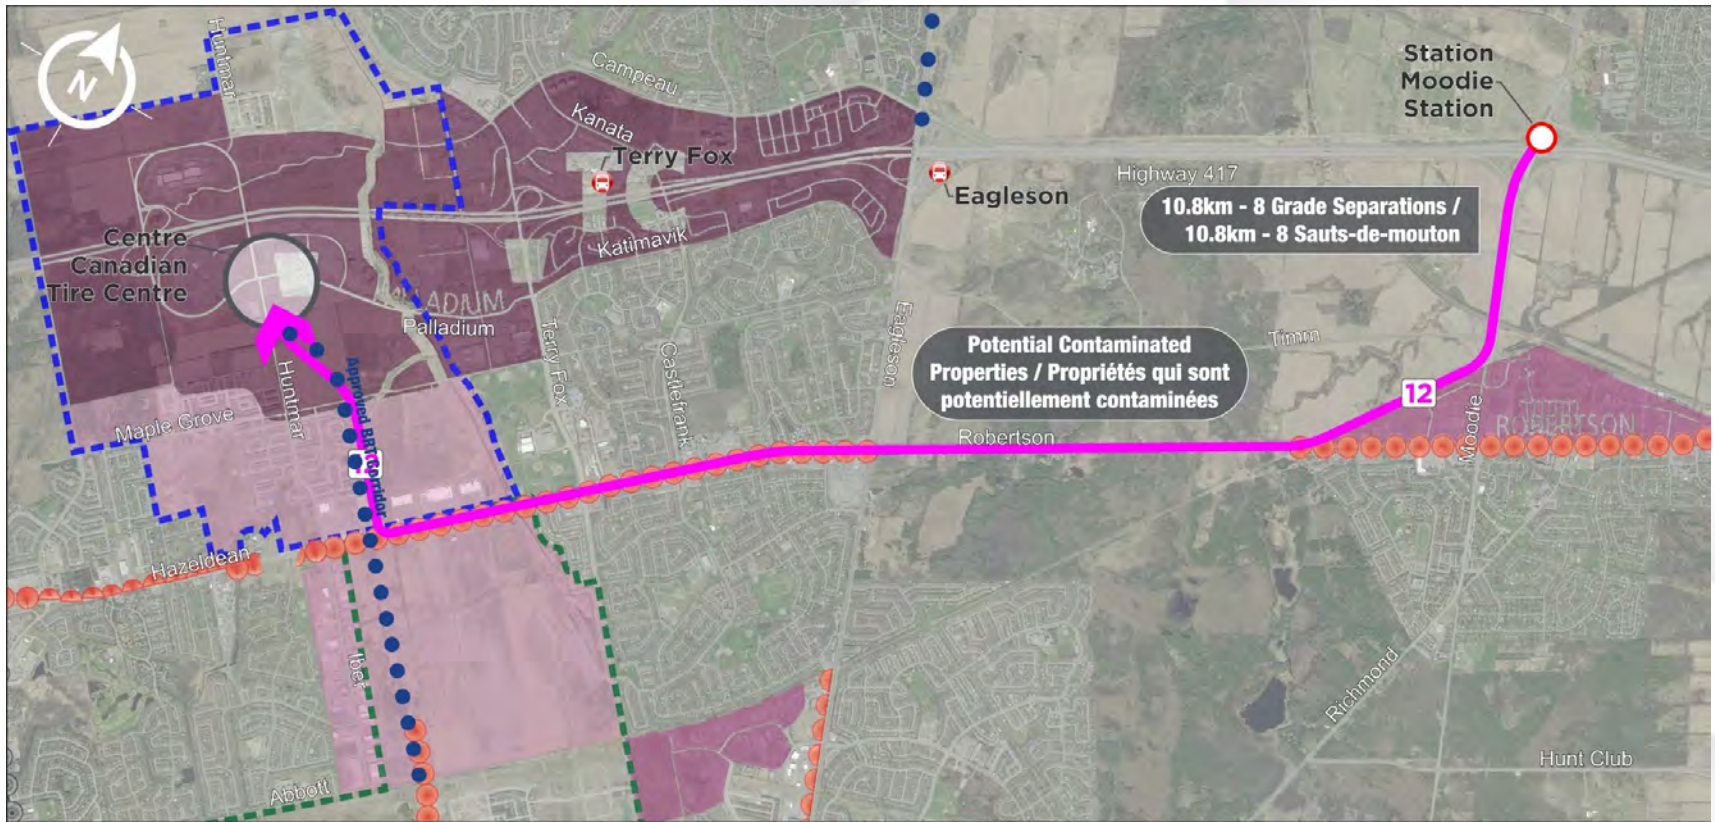 N
Huntmar
Campeau
Kanata
Terry Fox
Eagleson
Station
Moodie
Station
Highway 417
10.8km - 8 Grade Separations /
10.8km - 8 Sauts-de-mouton
Katimavik
Centre
Canadian
Tire Centre
Palladium
Huntmar
Maple Grove
Approved BRT Corridor
12
Terry Fox
Castlefrank
Eagleson
Potential Contaminated
Properties / Propriétés qui sont
potentiellement contaminées
Timm
12
Moodie
ROBERTSON
Robertson
Hazeldean
Iber
Abbott
Richmond
Hunt Club